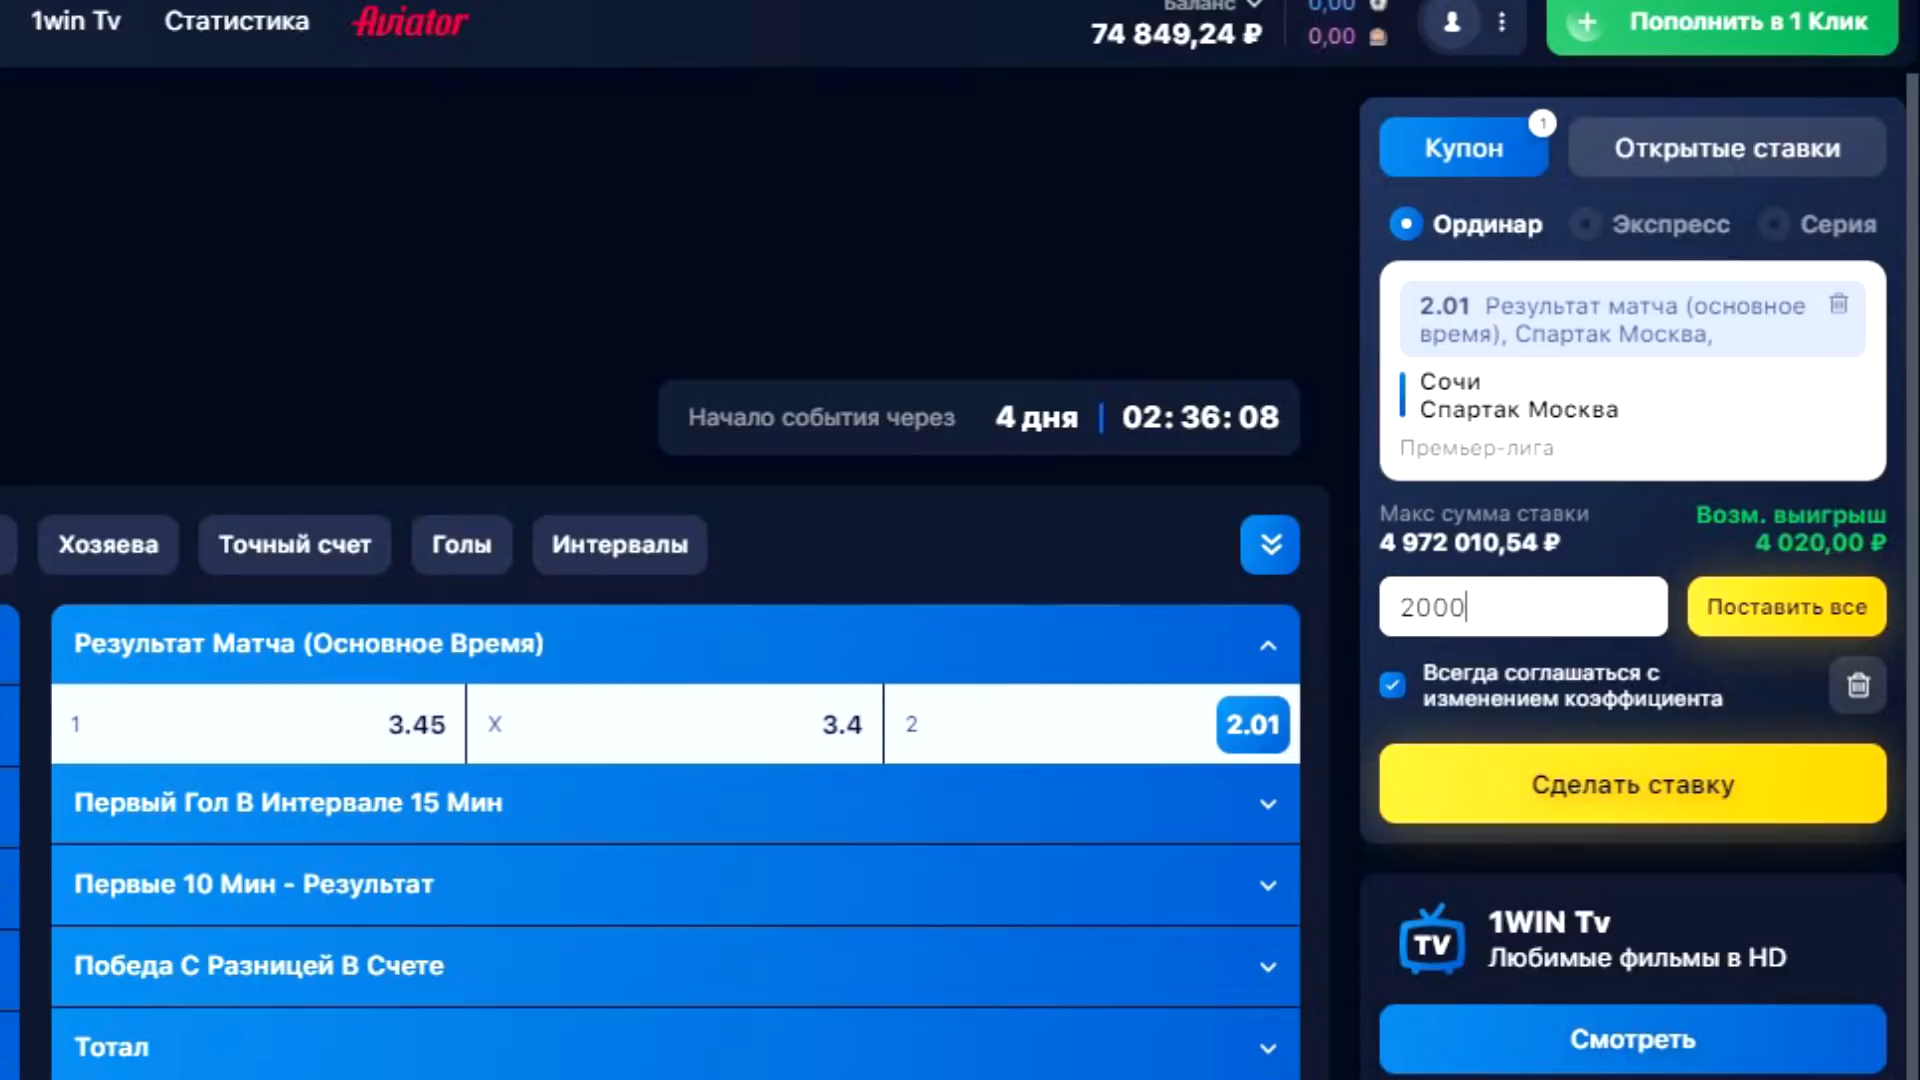 1win Tv Статистика Aviator
Баланс
74 849,24 ₽
0,00
0,00
Пополнить в 1 Клик
Купон 1 Открытые ставки
Ординар Экспресс Серия
2.01 Результат матча (основное
время), Спартак Москва,
Сочи
Спартак Москва
Премьер-лига
Начало события через 4 дня 02:36:08
Макс сумма ставки Возм. выигрыш
4 972 010,54 ₽ 4 020,00 ₽
2000 Поставить все
Всегда соглашаться с
изменением коэффициента
Сделать ставку
Хозяева Точный счет Голы Интервалы
Результат Матча (Основное Время)
1 3.45 X 3.4 2 2.01
Первый Гол В Интервале 15 Мин
Первые 10 Мин - Результат
Победа С Разницей В Счете
Тотал
TV
1WIN Tv
Любимые фильмы в HD
Смотреть